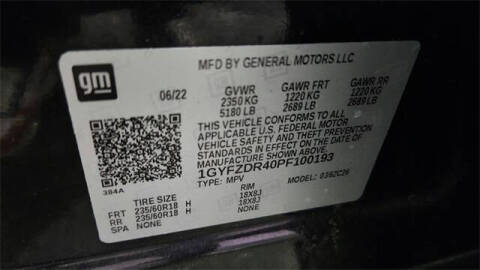 gm
MFD BY GENERAL MOTORS LLC
06/22 GVWR GAWR FRT GAWR RR
2350 KG 1220 KG 1220 KG
5180 LB 2689 LB 2689 LB
THIS VEHICLE CONFORMS TO ALL
APPLICABLE U.S. FEDERAL MOTOR
VEHICLE SAFETY AND THEFT PREVENTION
STANDARDS IN EFFECT ON THE DATE OF
MANUFACTURE SHOWN ABOVE.
1GYFZDR40PF100193
384A TYPE: MPV MODEL: 0362C26
TIRE SIZE RIM
FRT 235/60R18 H 18X8J
RR 235/60R18 H 18X8J
SPA NONE NONE